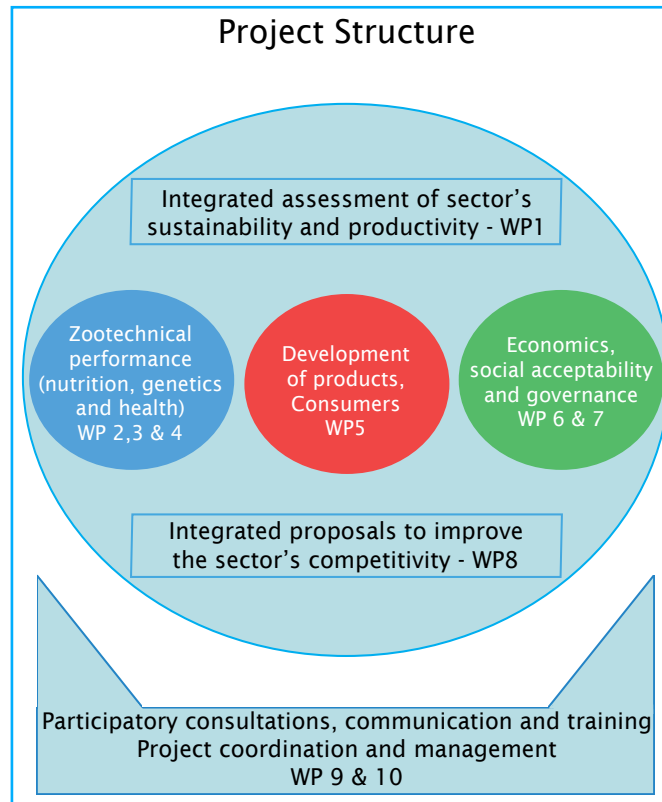 Project Structure
Integrated assessment of sector's
sustainability and productivity - WP1
Zootechnical
performance
(nutrition, genetics
and health)
WP 2,3 & 4
Development
of products,
Consumers
WP5
Economics,
social acceptability
and governance
WP 6 & 7
Integrated proposals to improve
the sector's competitivity - WP8
Participatory consultations, communication and training
Project coordination and management
WP 9 & 10